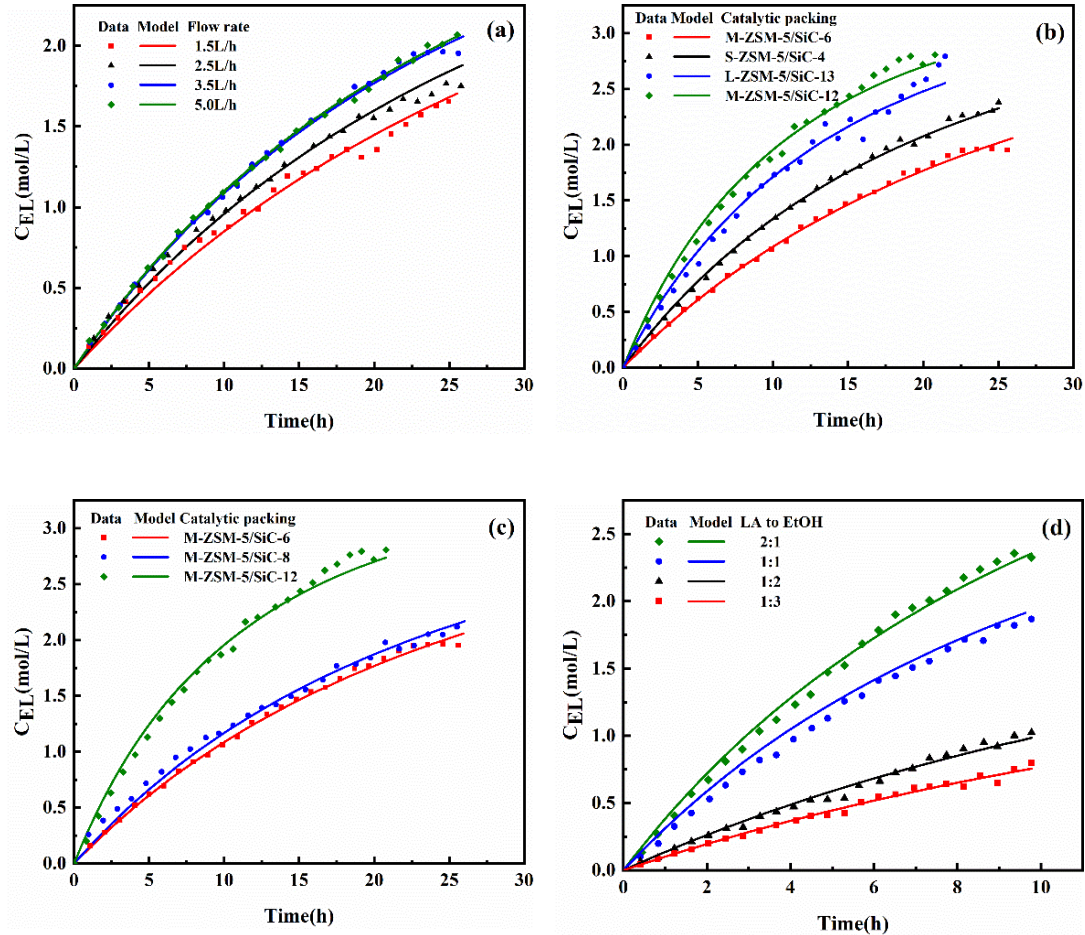 (a)
Data Model Flow rate
1.5L/h
2.5L/h
3.5L/h
5.0L/h
2.0
1.5
1.0
0.5
0.0
C_EL(mol/L)
0 5 10 15 20 25 30
Time(h)
(b)
Data Model Catalytic packing
M-ZSM-5/SiC-6
S-ZSM-5/SiC-4
L-ZSM-5/SiC-13
M-ZSM-5/SiC-12
3.0
2.5
2.0
1.5
1.0
0.5
0.0
C_EL(mol/L)
0 5 10 15 20 25 30
Time(h)
(c)
Data Model Catalytic packing
M-ZSM-5/SiC-6
M-ZSM-5/SiC-8
M-ZSM-5/SiC-12
3.0
2.5
2.0
1.5
1.0
0.5
0.0
C_EL(mol/L)
0 5 10 15 20 25 30
Time(h)
(d)
Data Model LA to EtOH
2:1
1:1
1:2
1:3
2.5
2.0
1.5
1.0
0.5
0.0
C_EL(mol/L)
0 2 4 6 8 10
Time(h)